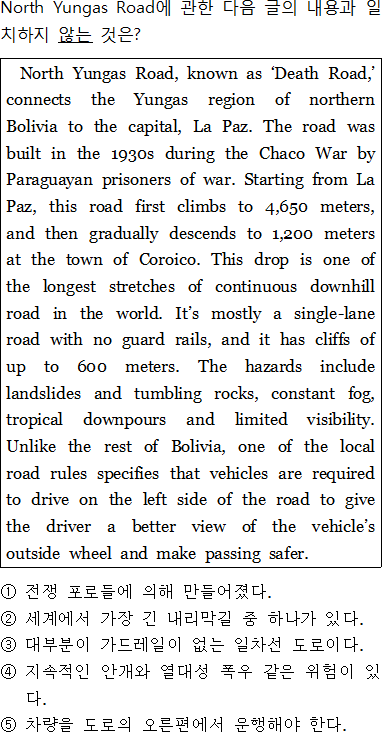 North Yungas Road에 관한 다음 글의 내용과 일
치하지 않는 것은?
North Yungas Road, known as ‘Death Road,’
connects the Yungas region of northern
Bolivia to the capital, La Paz. The road was
built in the 1930s during the Chaco War by
Paraguayan prisoners of war. Starting from La
Paz, this road first climbs to 4,650 meters,
and then gradually descends to 1,200 meters
at the town of Coroico. This drop is one of
the longest stretches of continuous downhill
road in the world. It’s mostly a single-lane
road with no guard rails, and it has cliffs of
up to 600 meters. The hazards include
landslides and tumbling rocks, constant fog,
tropical downpours and limited visibility.
Unlike the rest of Bolivia, one of the local
road rules specifies that vehicles are required
to drive on the left side of the road to give
the driver a better view of the vehicle’s
outside wheel and make passing safer.
① 전쟁 포로들에 의해 만들어졌다.
② 세계에서 가장 긴 내리막길 중 하나가 있다.
③ 대부분이 가드레일이 없는 일차선 도로이다.
④ 지속적인 안개와 열대성 폭우 같은 위험이 있
다.
⑤ 차량을 도로의 오른편에서 운행해야 한다.